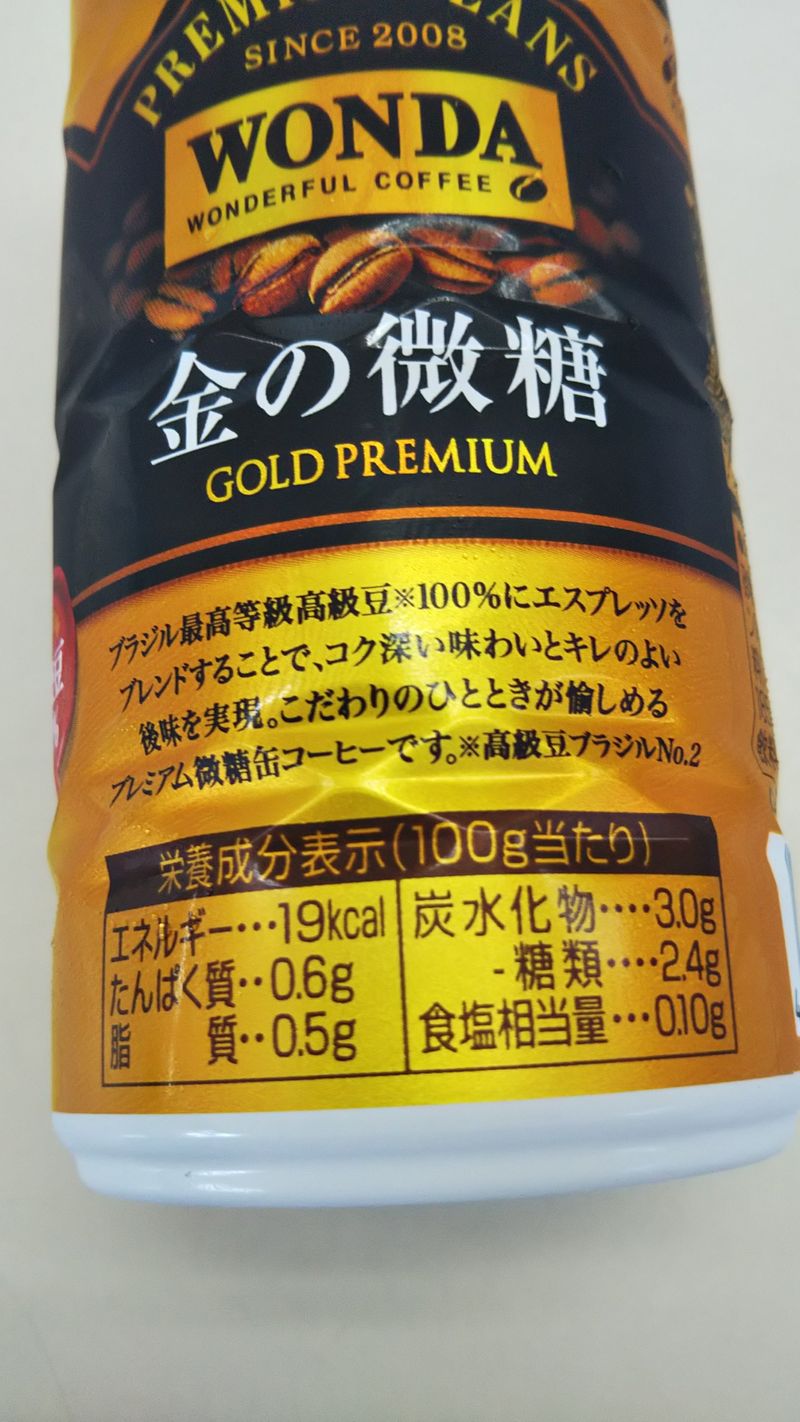 PREMIUM BEANS
SINCE 2008
WONDA
WONDERFUL COFFEE
金の微糖
GOLD PREMIUM
ブラジル最高等級高級豆※100%にエスプレッソを
ブレンドすることで、コク深い味わいとキレのよい
後味を実現。こだわりのひとときが愉しめる
プレミアム微糖缶コーヒーです。※高級豆ブラジルNo.2
栄養成分表示(100g当たり)
エネルギー…19kcal
たんぱく質‥0.6g
脂質‥0.5g
炭水化物‥‥3.0g
-糖類‥‥2.4g
食塩相当量…0.10g
豆